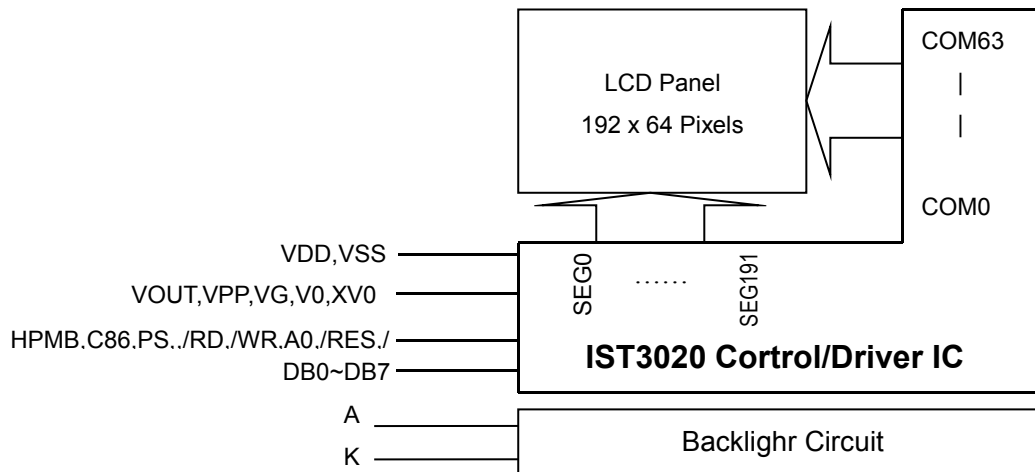 LCD Panel
192 x 64 Pixels
COM63
|
|
COM0
VDD,VSS
VOUT,VPP,VG,V0,XV0
HPMB,C86,PS,,/RD,/WR,A0,/RES,/
DB0~DB7
SEG0
......
SEG191
IST3020 Cortrol/Driver IC
A
K
Backlighr Circuit